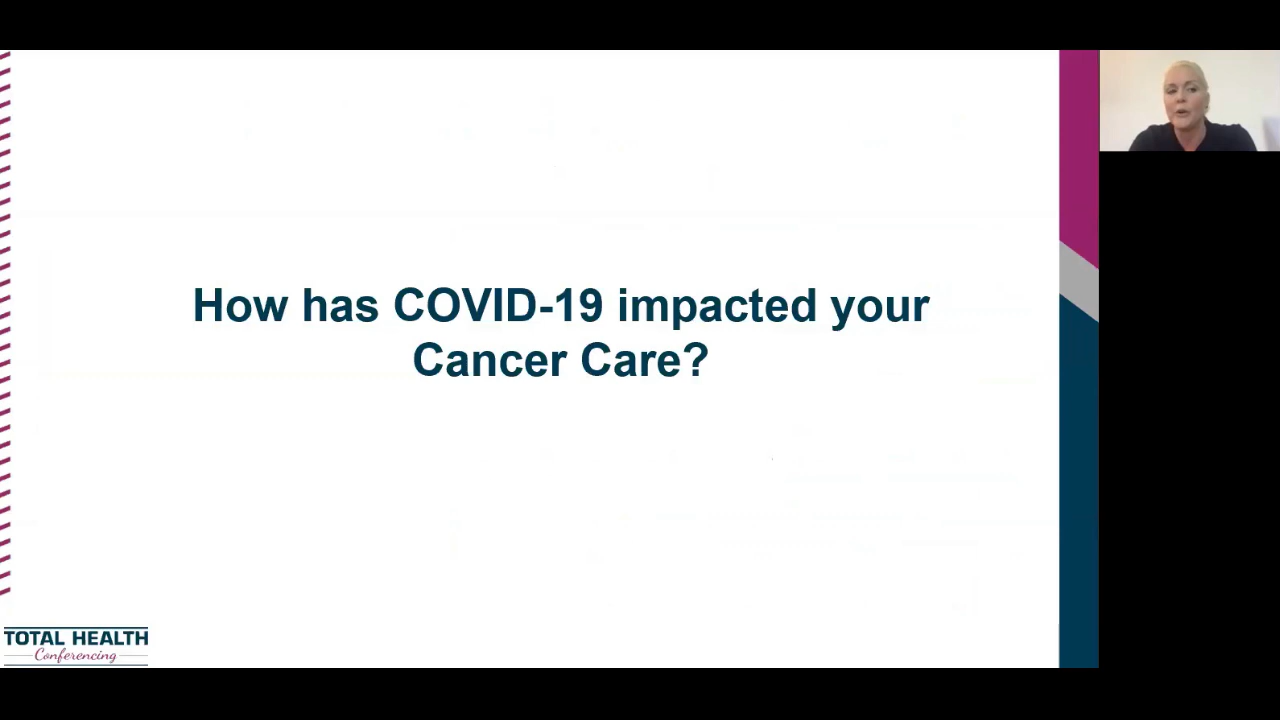 How has COVID-19 impacted your
Cancer Care?
TOTAL HEALTH
Conferencing